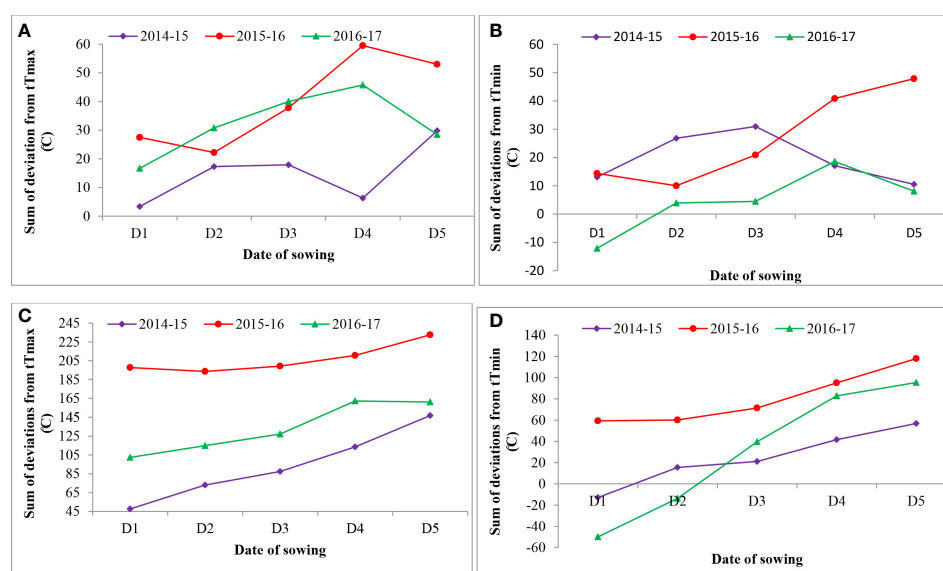 A
2014-15 2015-16 2016-17
Sum of deviation from tTmax
(C)
60
50
40
30
20
10
0
D1 D2 D3 D4 D5
Date of sowing
B
2014-15 2015-16 2016-17
Sum of deviations from tTmin
(C)
60
50
40
30
20
10
0
-10
-20
D1 D2 D3 D4 D5
Date of sowing
C
2014-15 2015-16 2016-17
Sum of deviations from tTmax
(C)
245
225
205
185
165
145
125
105
85
65
45
D1 D2 D3 D4 D5
Date of sowing
D
2014-15 2015-16 2016-17
Sum of deviations from tTmin
(C)
140
120
100
80
60
40
20
0
-20
-40
-60
D1 D2 D3 D4 D5
Date of sowing